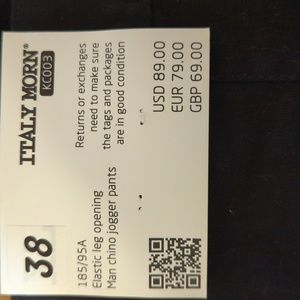 ITALY MORN®
KC003
Returns or exchanges
need to make sure
the tags and packages
are in good condition
USD 89.00
EUR 79.00
GBP 69.00
38
185/95A
Elastic leg opening
Man chino jogger pants